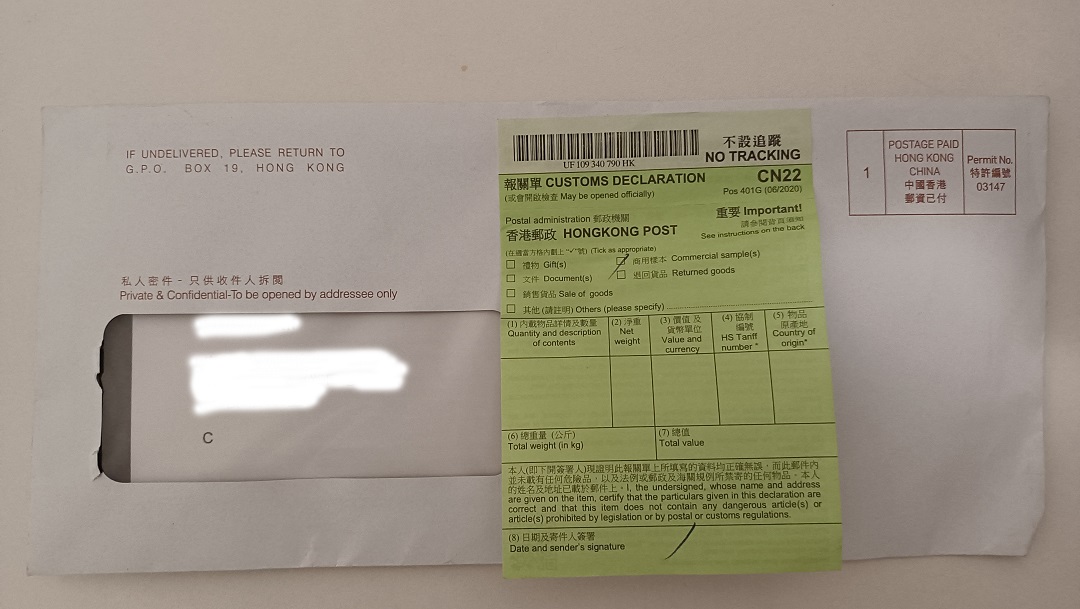 IF UNDELIVERED, PLEASE RETURN TO
G.P.O. BOX 19, HONG KONG
私人密件 - 只供收件人拆閱
Private & Confidential-To be opened by addressee only
C
不設追蹤
NO TRACKING
UF 109 340 790 HK
報關單 CUSTOMS DECLARATION
CN22
(或會開啟檢查 May be opened officially)
Pos 401G (06/2020)
Postal administration 郵政機關
重要 Important!
香港郵政 HONGKONG POST
請參閱背頁須知
See instructions on the back
(在適當方格內劃上“✓”號) (Tick as appropriate)
禮物 Gift(s)
商用樣本 Commercial sample(s)
文件 Document(s)
退回貨品 Returned goods
銷售貨品 Sale of goods
其他 (請註明) Others (please specify)
(1) 內載物品詳情及數量
Quantity and description
of contents
(2) 淨重
Net
weight
(3) 價值及
貨幣單位
Value and
currency
(4) 協制
編號
HS Tariff
number *
(5) 物品
原產地
Country of
origin*
(6) 總重量 (公斤)
Total weight (in kg)
(7) 總值
Total value
本人(即下開簽署人)現證明此報關單上所填寫的資料均正確無誤，而此郵件內
並未載有任何危險品，以及法例或郵政及海關規例所禁寄的任何物品。本人
的姓名及地址已載於郵件上。I, the undersigned, whose name and address
are given on the item, certify that the particulars given in this declaration are
correct and that this item does not contain any dangerous article(s) or
article(s) prohibited by legislation or by postal or customs regulations.
(8) 日期及寄件人簽署
Date and sender's signature
1
POSTAGE PAID
HONG KONG
CHINA
中國香港
郵資已付
Permit No.
特許編號
03147